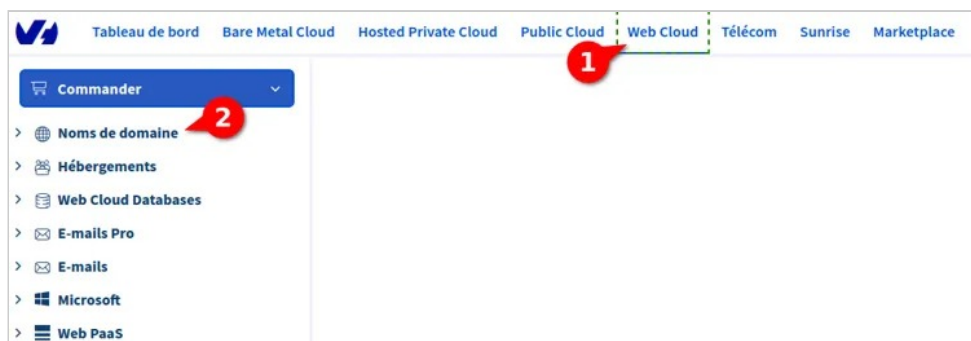 Tableau de bord Bare Metal Cloud Hosted Private Cloud Public Cloud Web Cloud Télécom Sunrise Marketplace
1
Commander
2
Noms de domaine
Hébergements
Web Cloud Databases
E-mails Pro
E-mails
Microsoft
Web PaaS